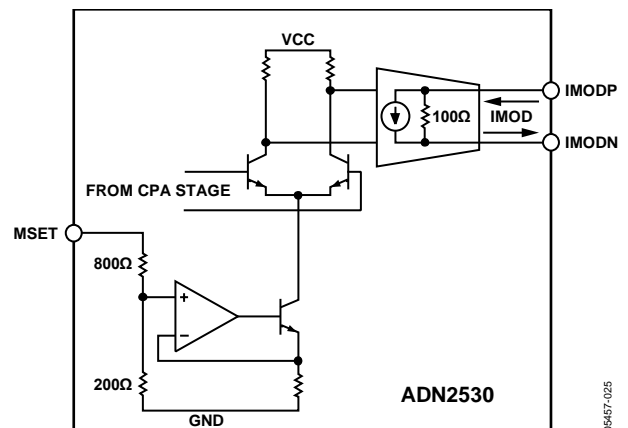 VCC
IMODP
100Ω
IMOD
IMODN
FROM CPA STAGE
MSET
800Ω
+
–
200Ω
ADN2530
GND
05457-025